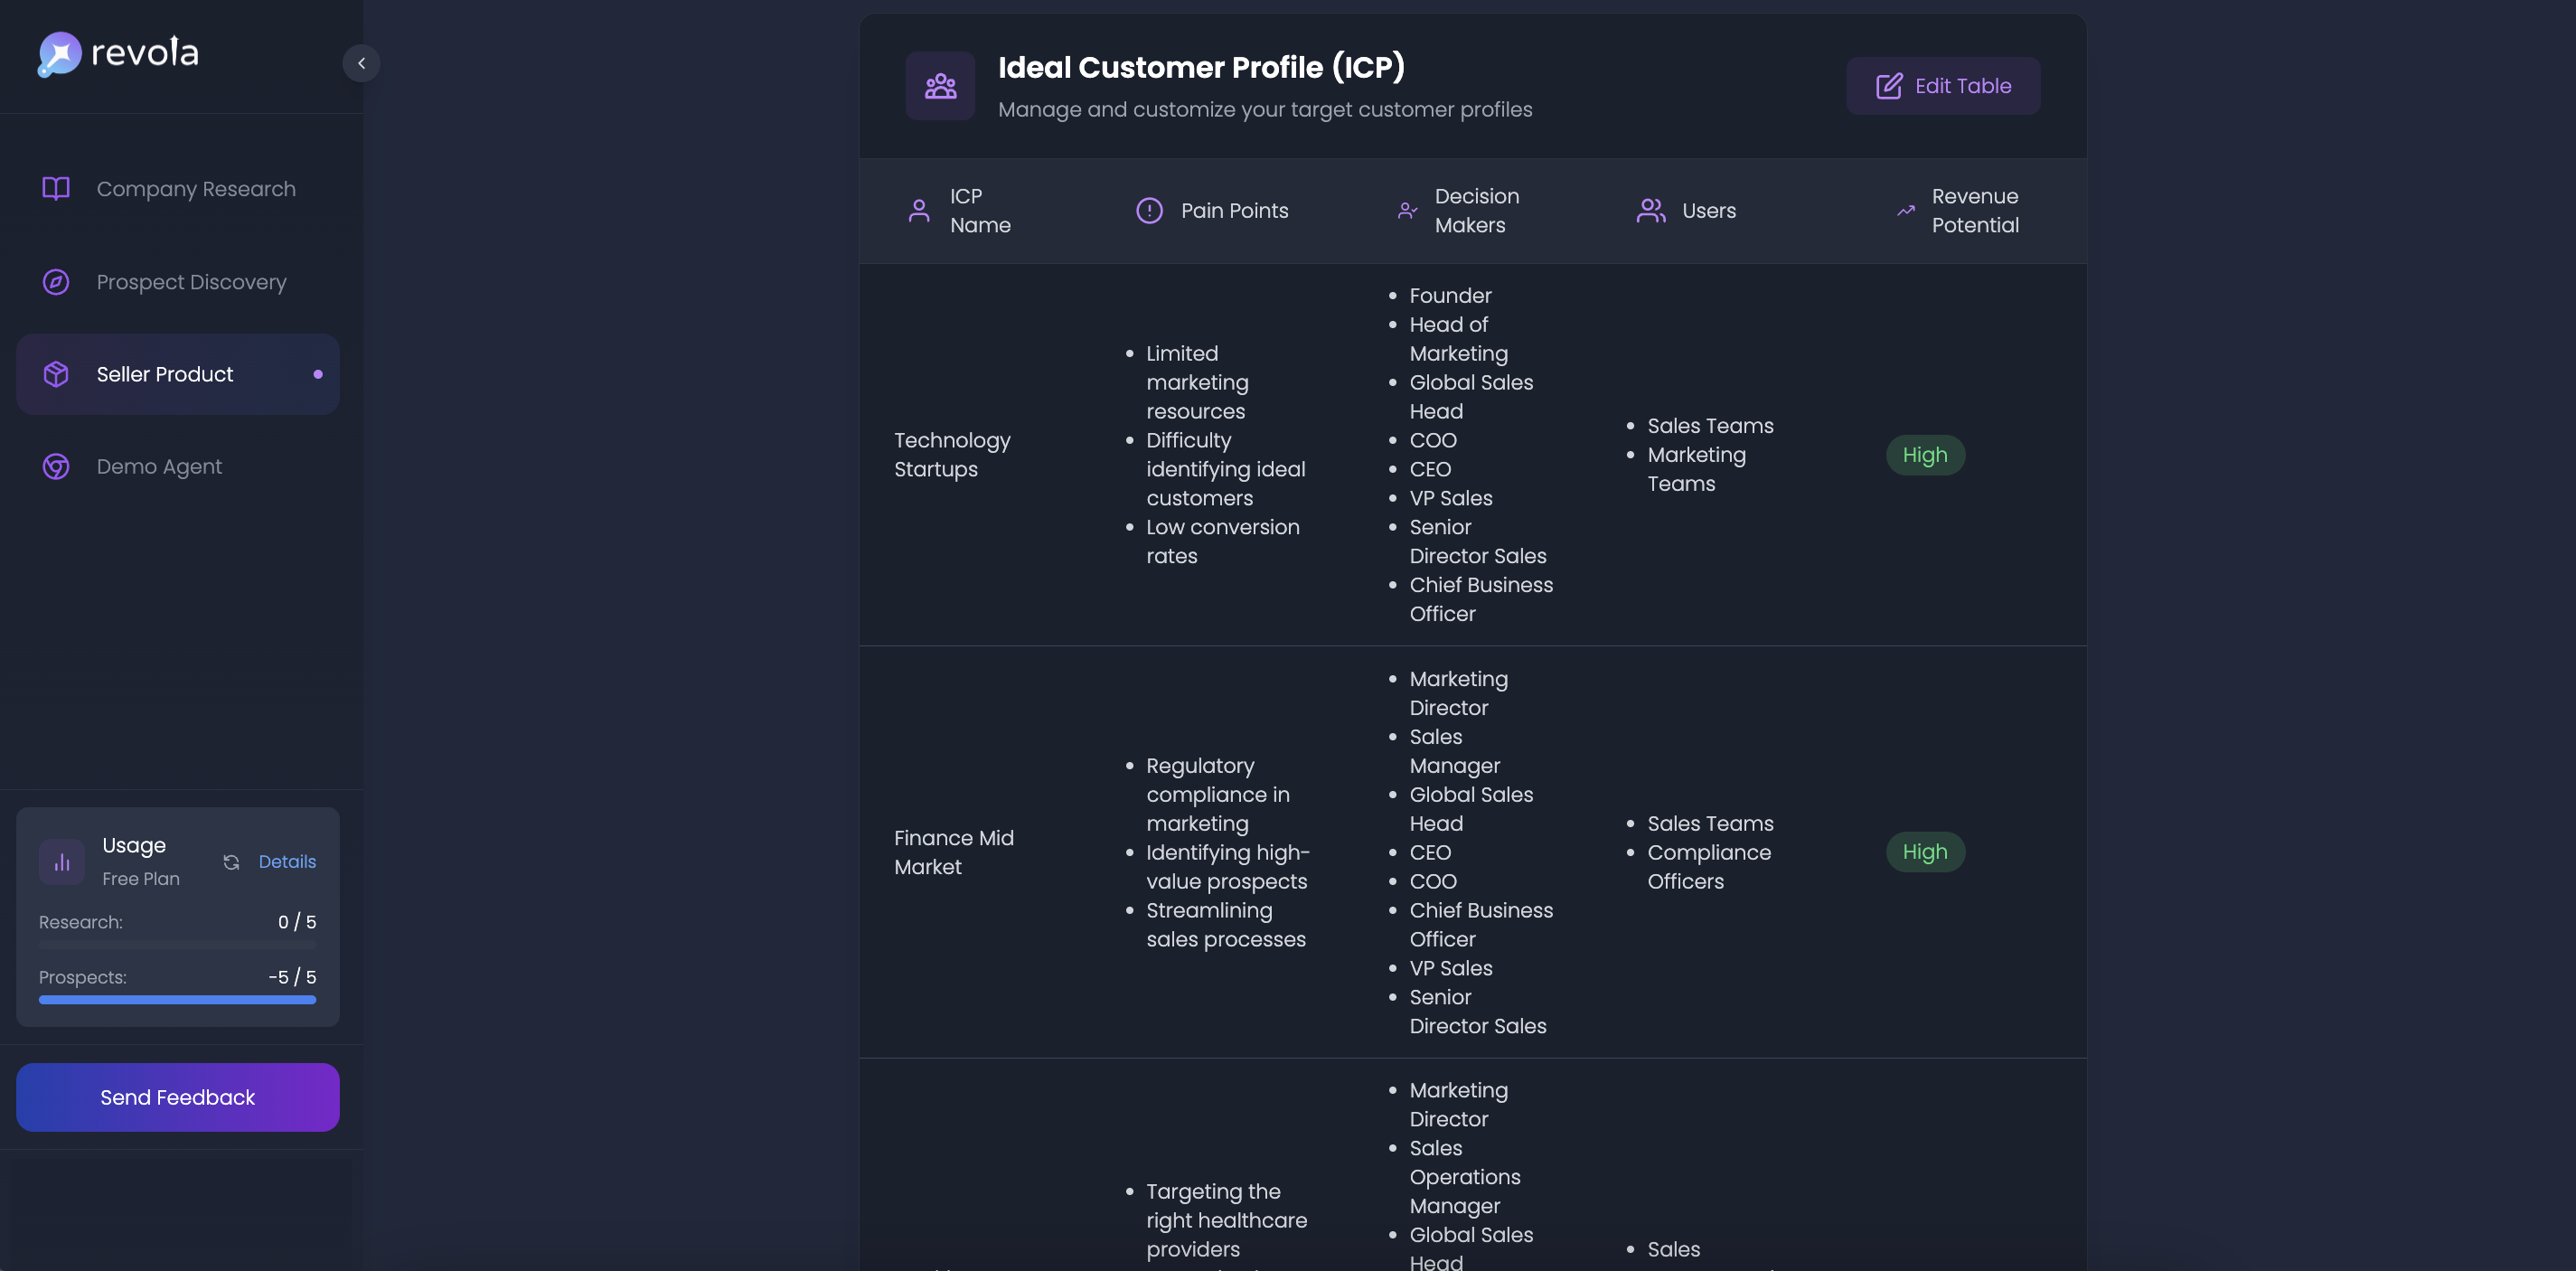 revola
Company Research
Prospect Discovery
Seller Product
Demo Agent
Usage
Free Plan
Details
Research:
0 / 5
Prospects:
-5 / 5
Send Feedback
Ideal Customer Profile (ICP)
Manage and customize your target customer profiles
Edit Table
ICP
Name
Pain Points
Decision
Makers
Users
Revenue
Potential
Technology
Startups
• Limited
marketing
resources
• Difficulty
identifying ideal
customers
• Low conversion
rates
• Founder
• Head of
Marketing
• Global Sales
Head
• COO
• CEO
• VP Sales
• Senior
Director Sales
• Chief Business
Officer
• Sales Teams
• Marketing
Teams
High
Finance Mid
Market
• Regulatory
compliance in
marketing
• Identifying high-
value prospects
• Streamlining
sales processes
• Marketing
Director
• Sales
Manager
• Global Sales
Head
• CEO
• COO
• Chief Business
Officer
• VP Sales
• Senior
Director Sales
• Sales Teams
• Compliance
Officers
High
• Targeting the
right healthcare
providers
• Marketing
Director
• Sales
Operations
Manager
• Global Sales
Head
• Sales